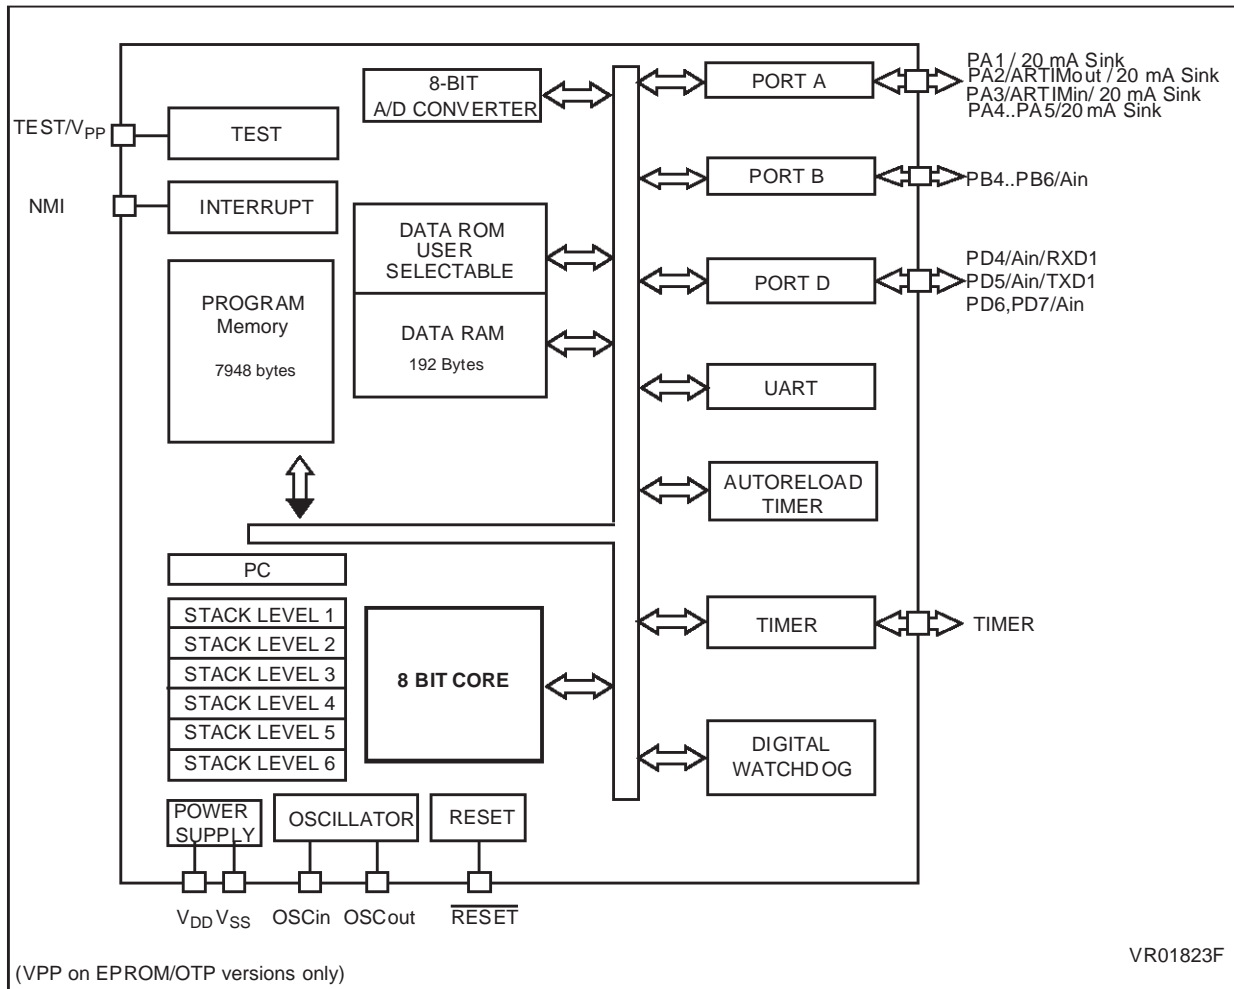 8-BIT
A/D CONVERTER
PORT A
PA1 / 20 mA Sink
PA2/ARTIMout / 20 mA Sink
PA3/ARTIMin/ 20 mA Sink
PA4..PA5/20 mA Sink
TEST/VPP
TEST
NMI
INTERRUPT
PORT B
PB4..PB6/Ain
DATA ROM
USER
SELECTABLE
PORT D
PD4/Ain/RXD1
PD5/Ain/TXD1
PD6,PD7/Ain
PROGRAM
Memory
7948 bytes
DATA RAM
192 Bytes
UART
AUTORELOAD
TIMER
PC
STACK LEVEL 1
STACK LEVEL 2
STACK LEVEL 3
STACK LEVEL 4
STACK LEVEL 5
STACK LEVEL 6
8 BIT CORE
TIMER
TIMER
DIGITAL
WATCHDOG
POWER
SUPPLY
OSCILLATOR
RESET
VDD VSS
OSCin
OSCout
RESET
VR01823F
(VPP on EPROM/OTP versions only)